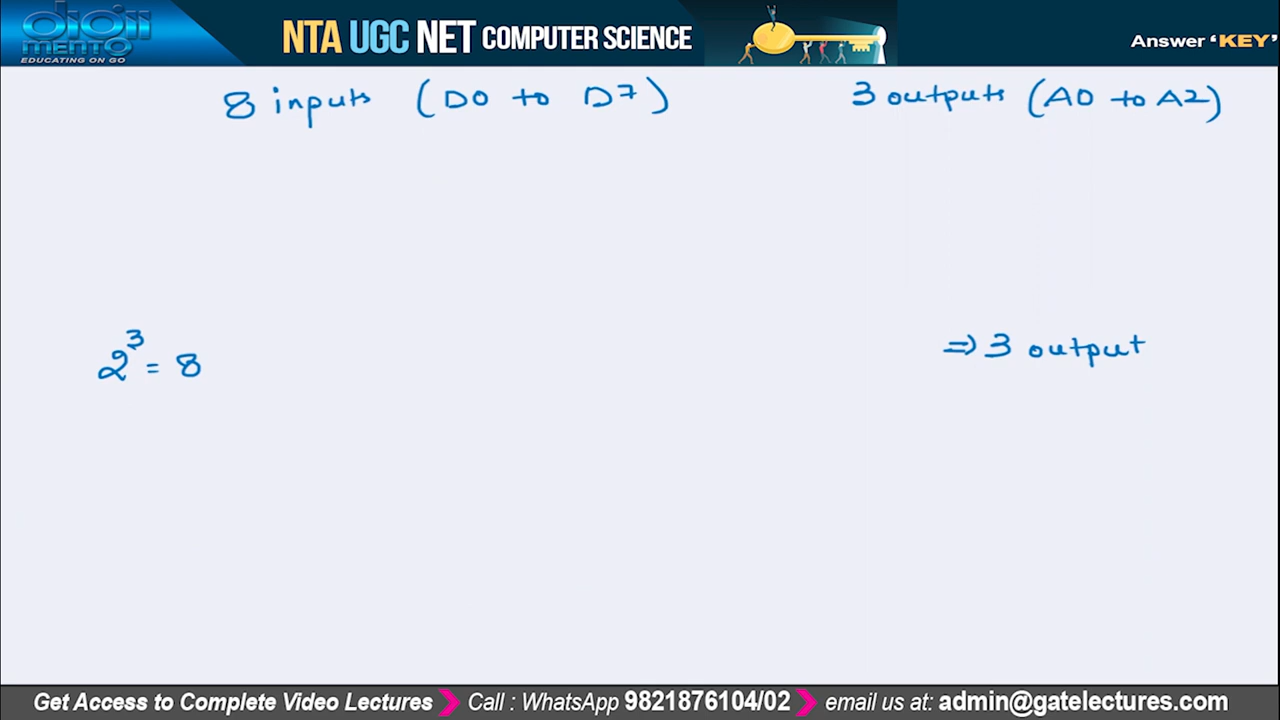 digii
MENTO
EDUCATING ON GO
NTA UGC NET COMPUTER SCIENCE
Answer ‘KEY’
8 inputs (D0 to D7)
3 outputs (A0 to A2)
2³ = 8
⇒ 3 output
Get Access to Complete Video Lectures Call : WhatsApp 9821876104/02 email us at: admin@gatelectures.com